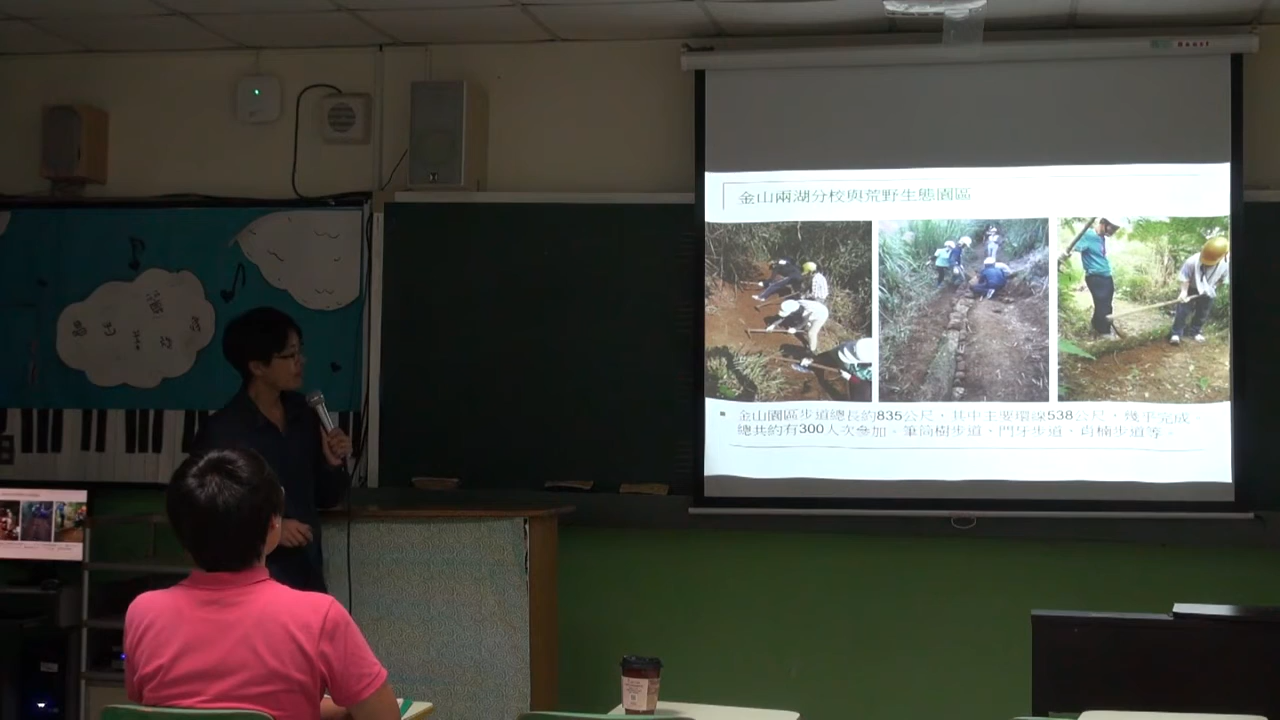 金山兩湖分校與荒野生態園區
金山園區步道總長約835公尺，其中主要環線538公尺，幾乎完成。
總共約有300人次參加。筆筒樹步道、門牙步道、肖楠步道等。